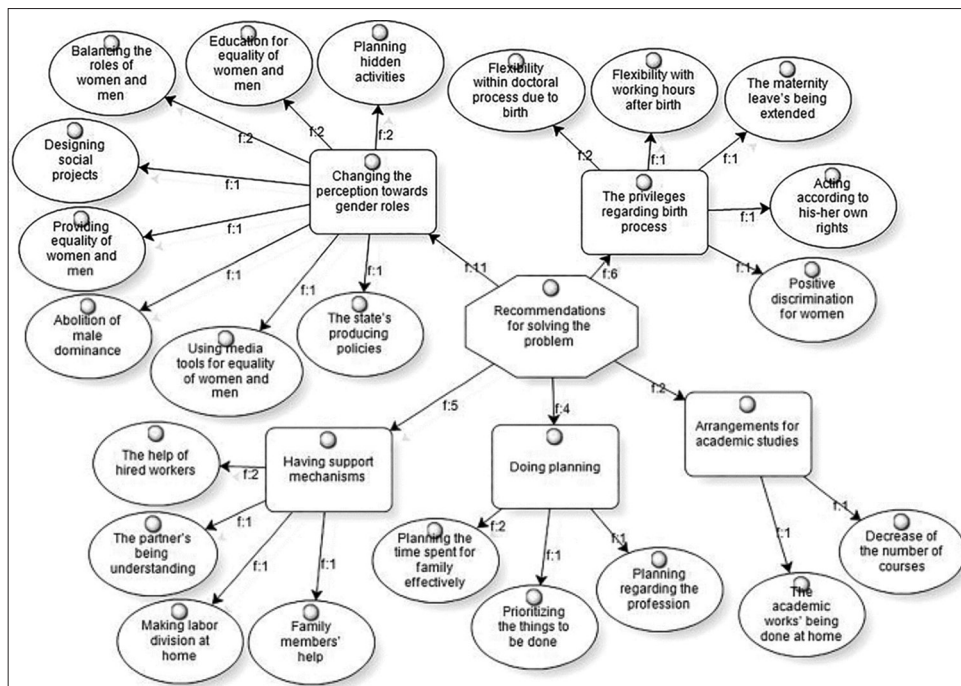 Balancing the
roles of women and
men
Education for
equality of women
and men
Planning
hidden
activities
f:2
f:2
f:2
Designing
social
projects
f:1
Changing the
perception towards
gender roles
Providing
equality of
women and men
f:1
Abolition of
male
dominance
f:1
Using media
tools for equality
of women and men
f:1
The state's
producing
policies
f:1
f:11
Flexibility
within doctoral
process due to
birth
Flexibility with
working hours
after birth
The maternity
leave's being
extended
f:2
f:1
f:1
The privileges
regarding birth
process
Acting
according to
his-her own
rights
f:1
Positive
discrimination
for women
f:1
f:6
Recommendations
for solving the
problem
f:5
f:4
f:2
Having support
mechanisms
The help of
hired workers
f:2
The partner's
being
understanding
f:1
Making labor
division at
home
f:1
Family
members'
help
f:1
Doing planning
Planning the
time spent for
family
effectively
f:2
Prioritizing
the things to
be done
f:1
Planning
regarding the
profession
f:1
Arrangements for
academic studies
The
academic
works' being
done at home
f:1
Decrease of
the number of
courses
f:1